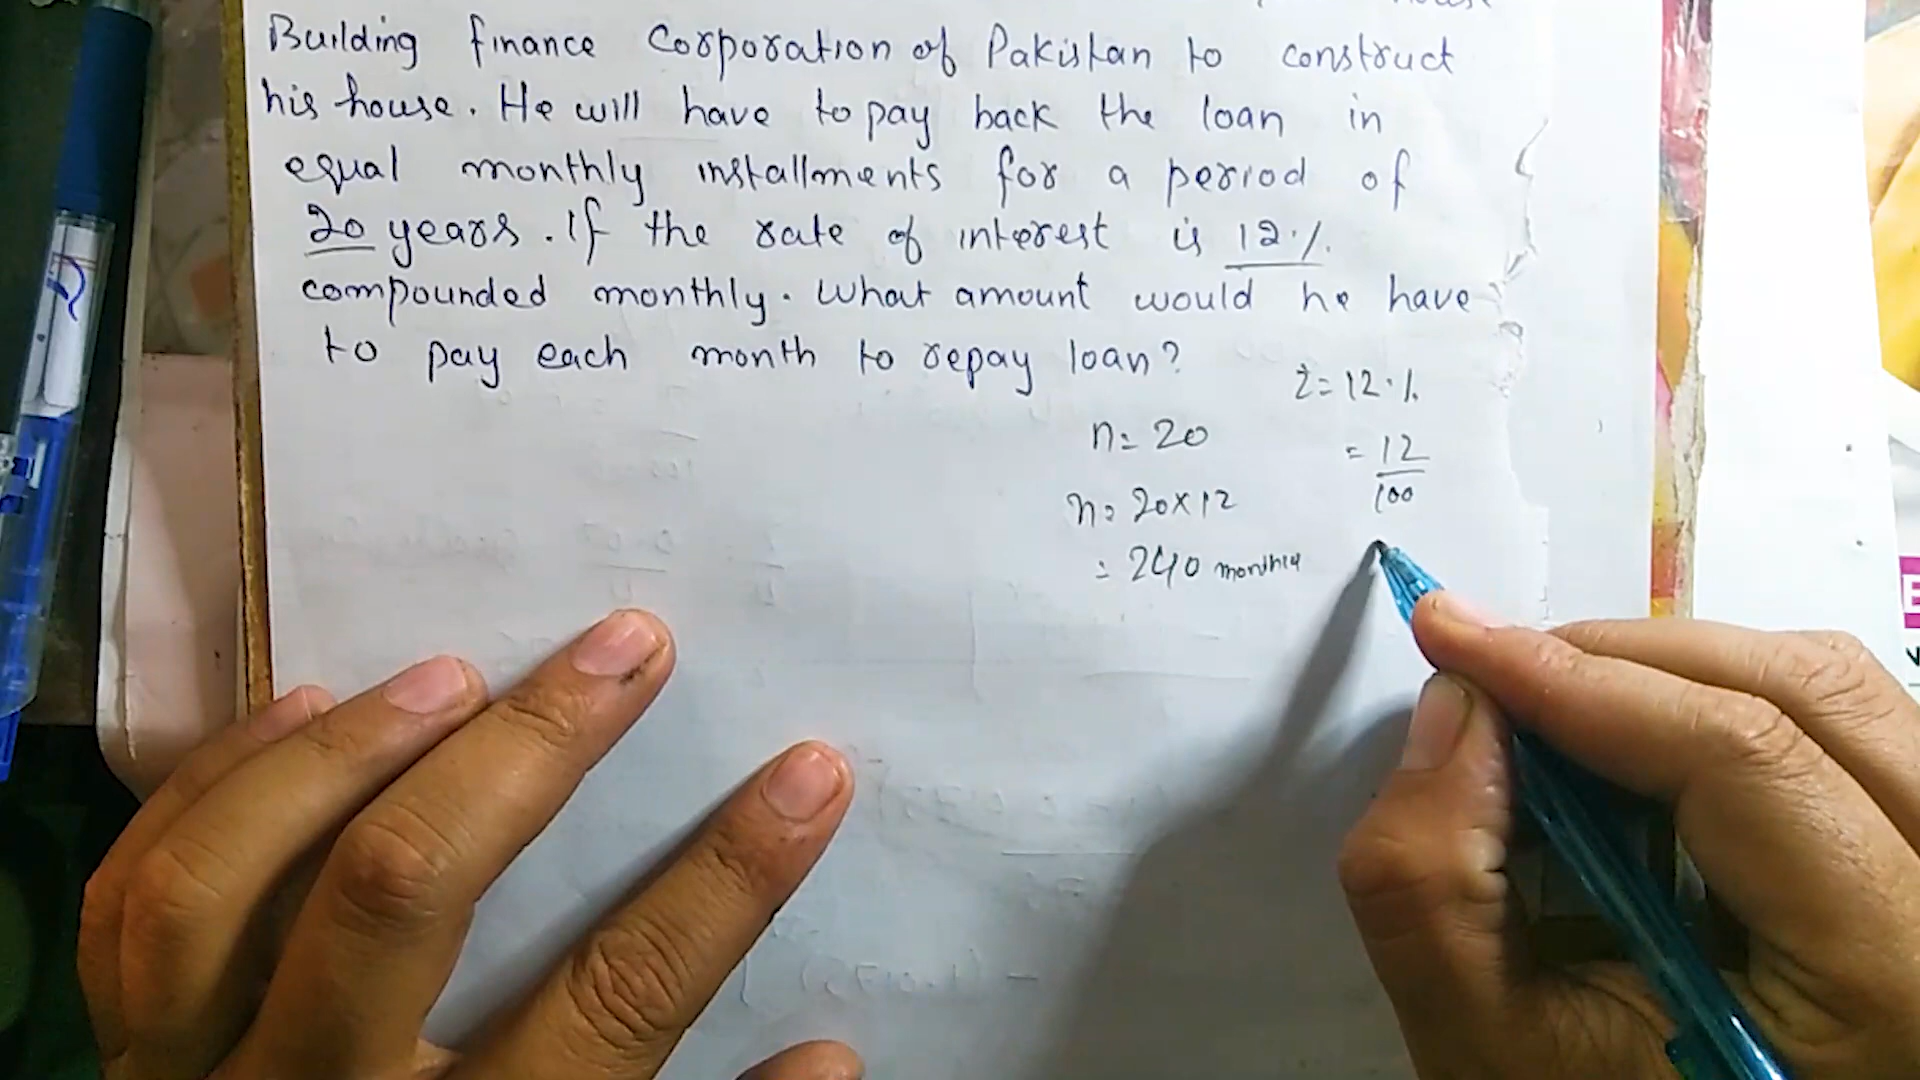 Building finance Corporation of Pakistan to construct
his house. He will have to pay back the loan in
equal monthly installments for a period of
20 years. If the rate of interest is 12%
compounded monthly. What amount would he have
to pay each month to repay loan?
i = 12%
n = 20
= 12/100
n = 20×12
= 240 monthly